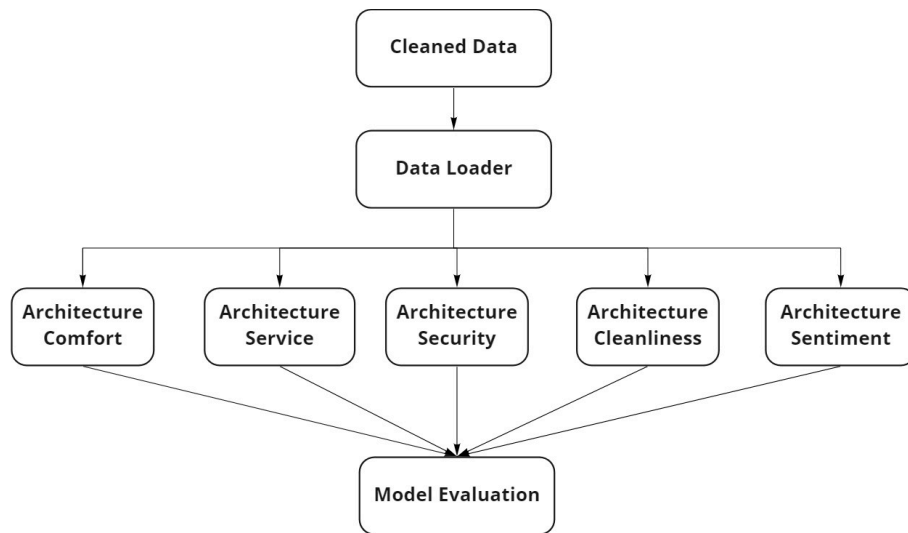 Cleaned Data
Data Loader
Architecture
Comfort
Architecture
Service
Architecture
Security
Architecture
Cleanliness
Architecture
Sentiment
Model Evaluation